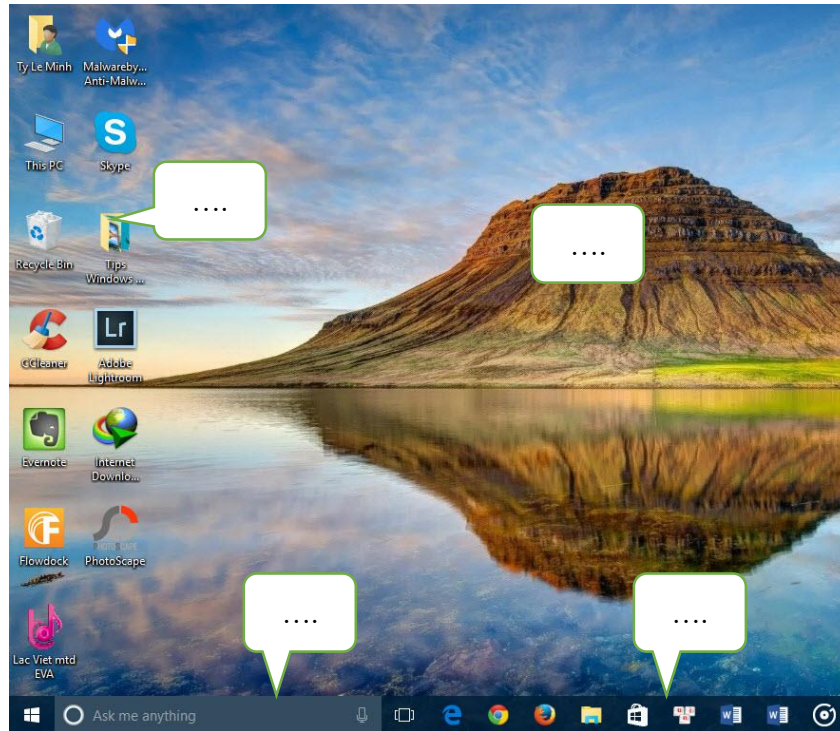 Ty Le Minh
Malwareby...
Anti-Malw...
This PC
Skype
....
....
Recycle Bin
Tips
Windows ...
CCleaner
Lr
Adobe
Lightroom
Evernote
Internet
Downlo...
Flowdock
PhotoScape
....
....
Lac Viet mtd
EVA
Ask me anything